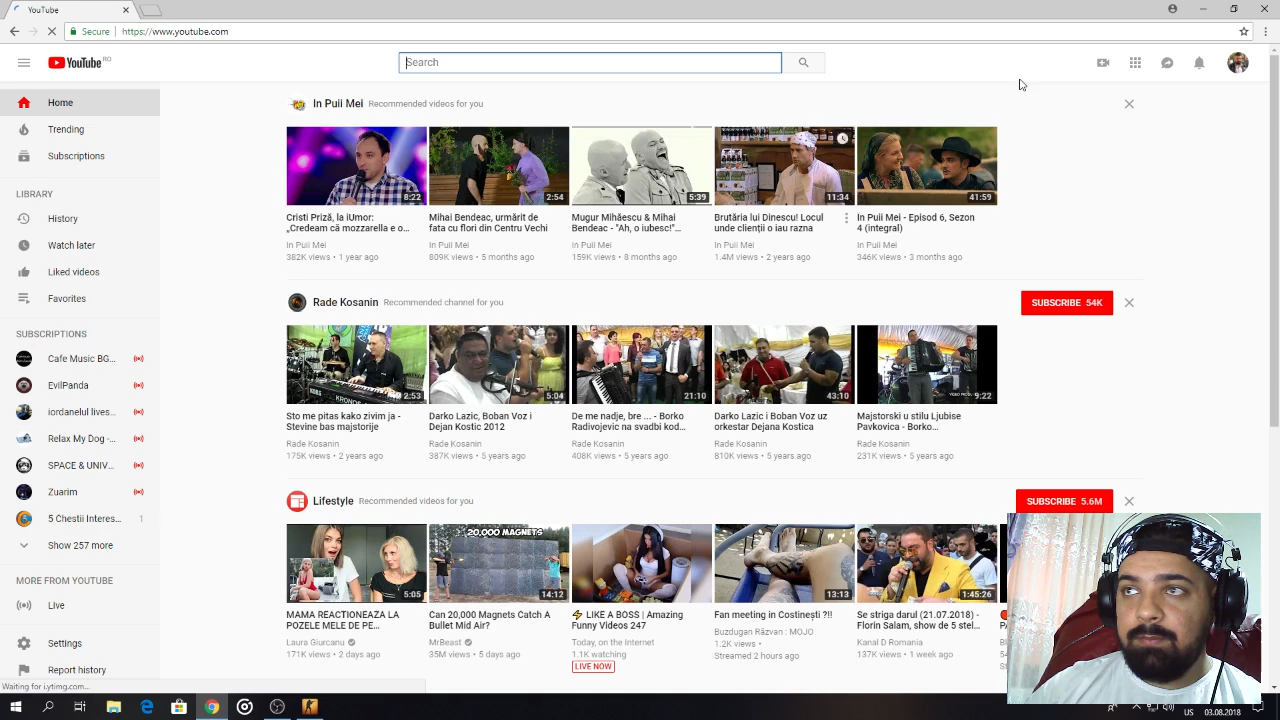 Secure
https://www.youtube.com
YouTube RO
Search
Home
Trending
Subscriptions
LIBRARY
History
Watch later
Liked videos
Favorites
SUBSCRIPTIONS
Cafe Music BG...
EvilPanda
iordanelul lives...
Relax My Dog -...
SPACE & UNIV...
Zuarim
5 Chestii Interes... 1
Show 257 more
MORE FROM YOUTUBE
Live
Settings
Report history
Waiting for i.ytimg.com...
In Puii Mei Recommended videos for you
8:22
2:54
5:39
11:34
41:59
Cristi Priză, la iUmor:
„Credeam că mozzarella e o...
In Puii Mei
382K views • 1 year ago
Mihai Bendeac, urmărit de
fata cu flori din Centru Vechi
In Puii Mei
809K views • 5 months ago
Mugur Mihăescu & Mihai
Bendeac - "Ah, o iubesc!"...
In Puii Mei
159K views • 8 months ago
Brutăria lui Dinescu! Locul
unde clienții o iau razna
In Puii Mei
1.4M views • 2 years ago
In Puii Mei - Episod 6, Sezon
4 (integral)
In Puii Mei
346K views • 3 months ago
Rade Kosanin Recommended channel for you
SUBSCRIBE 54K
2:53
5:04
21:10
43:10
9:22
Sto me pitas kako zivim ja -
Stevine bas majstorije
Rade Kosanin
175K views • 2 years ago
Darko Lazic, Boban Voz i
Dejan Kostic 2012
Rade Kosanin
387K views • 5 years ago
De me nadje, bre ... - Borko
Radivojevic na svadbi kod...
Rade Kosanin
408K views • 5 years ago
Darko Lazic i Boban Voz uz
orkestar Dejana Kostica
Rade Kosanin
810K views • 5 years ago
Majstorski u stilu Ljubise
Pavkovica - Borko...
Rade Kosanin
231K views • 5 years ago
Lifestyle Recommended videos for you
SUBSCRIBE 5.6M
5:05
20,000 MAGNETS
14:12
13:13
1:45:26
MAMA REACTIONEAZA LA
POZELE MELE DE PE...
Laura Giurcanu
171K views • 2 days ago
Can 20,000 Magnets Catch A
Bullet Mid Air?
MrBeast
35M views • 5 days ago
⚡ LIKE A BOSS | Amazing
Funny Videos 247
Today, on the Internet
1.1K watching
LIVE NOW
Fan meeting in Costinești ?!!
Buzdugan Răzvan : MOJO
1.2K views •
Streamed 2 hours ago
Se striga darul (21.07.2018) -
Florin Salam, show de 5 stel...
Kanal D Romania
137K views • 1 week ago
US 03.08.2018